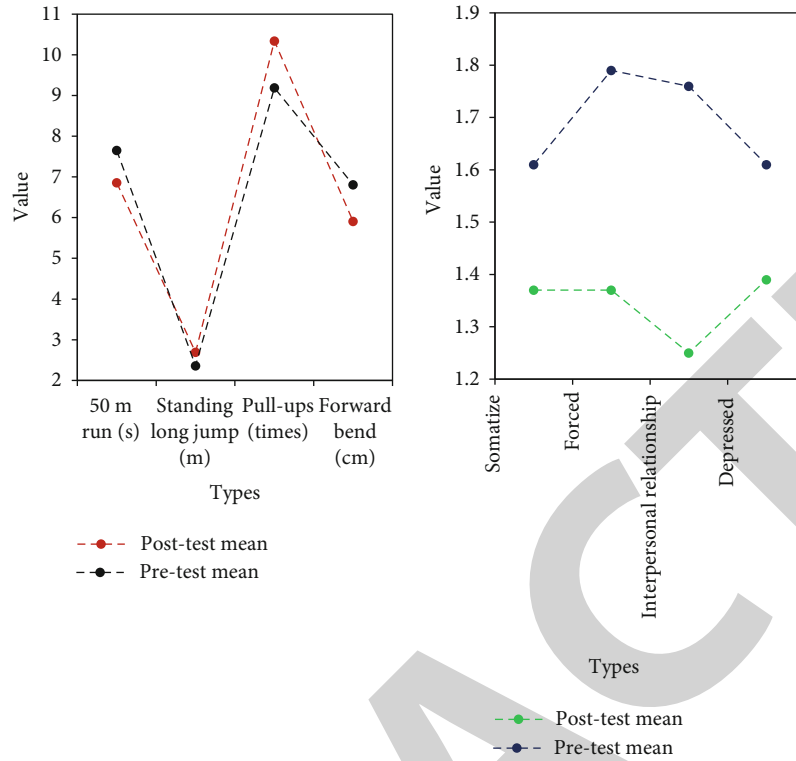 11
10
9
8
7
6
5
4
3
2
Value
50 m
run (s)
Standing
long jump
(m)
Pull-ups
(times)
Forward
bend
(cm)
Types
Post-test mean
Pre-test mean
1.9
1.8
1.7
1.6
1.5
1.4
1.3
1.2
Value
Somatize
Forced
Interpersonal relationship
Depressed
Types
Post-test mean
Pre-test mean
ACT